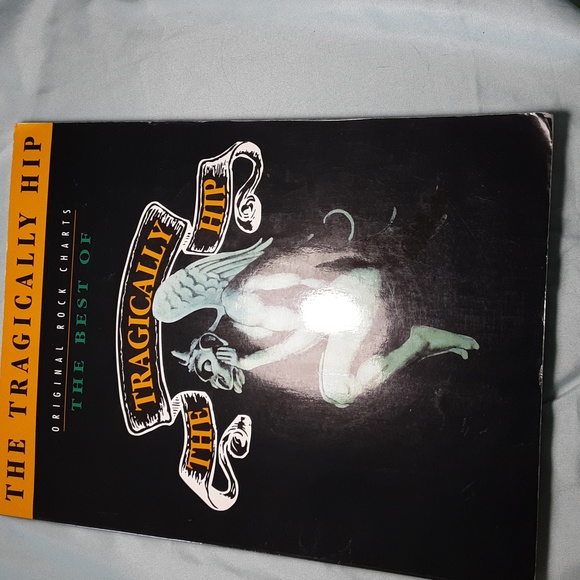 THE TRAGICALLY HIP
ORIGINAL ROCK CHARTS
THE BEST OF
THE TRAGICALLY HIP